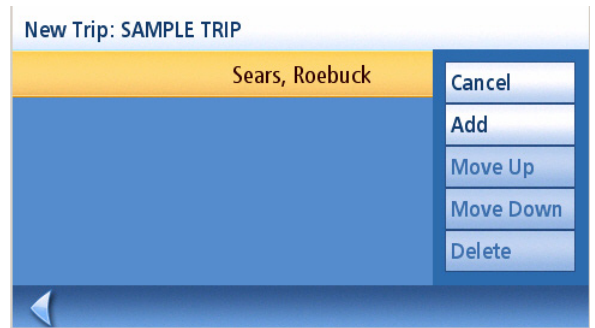 New Trip: SAMPLE TRIP
Sears, Roebuck
Cancel
Add
Move Up
Move Down
Delete